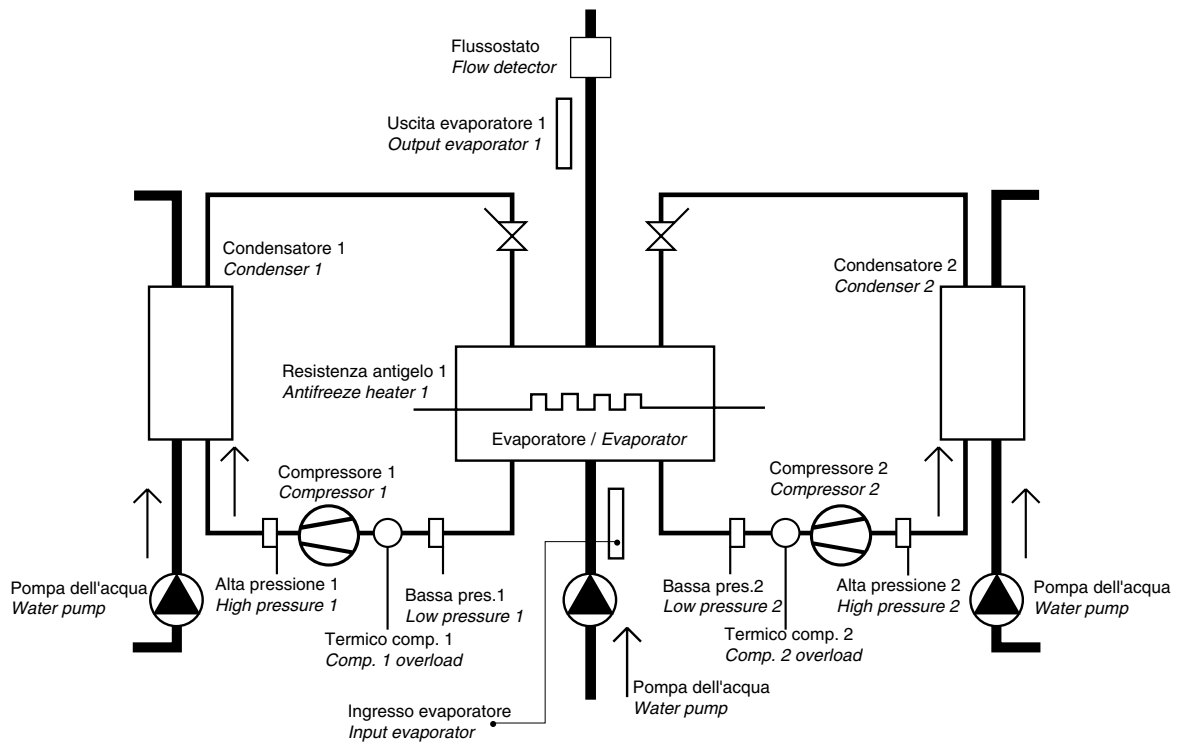 Flussostato
Flow detector
Uscita evaporatore 1
Output evaporator 1
Condensatore 1
Condenser 1
Condensatore 2
Condenser 2
Resistenza antigelo 1
Antifreeze heater 1
Evaporatore / Evaporator
Compressore 1
Compressor 1
Compressore 2
Compressor 2
Pompa dell'acqua
Water pump
Alta pressione 1
High pressure 1
Bassa pres.1
Low pressure 1
Termico comp. 1
Comp. 1 overload
Bassa pres.2
Low pressure 2
Alta pressione 2
High pressure 2
Termico comp. 2
Comp. 2 overload
Pompa dell'acqua
Water pump
Pompa dell'acqua
Water pump
Ingresso evaporatore
Input evaporator